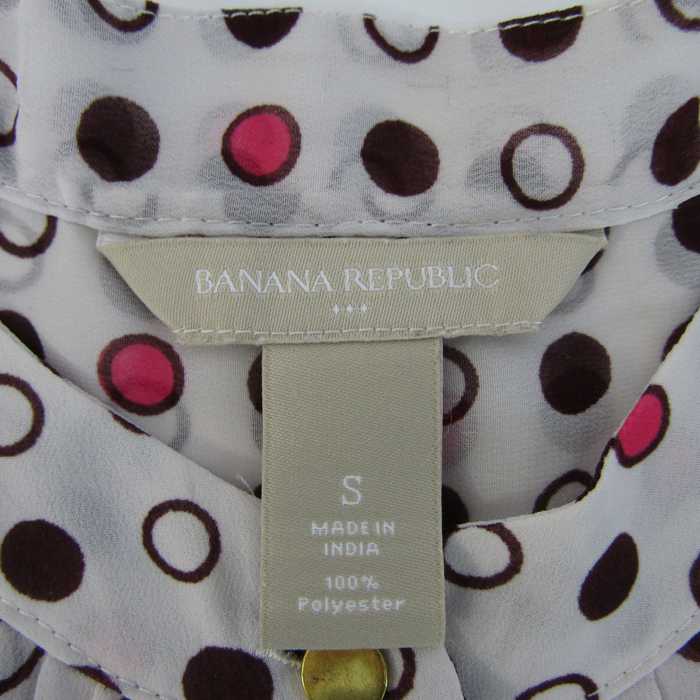 BANANA REPUBLIC
S
MADE IN
INDIA
100%
Polyester